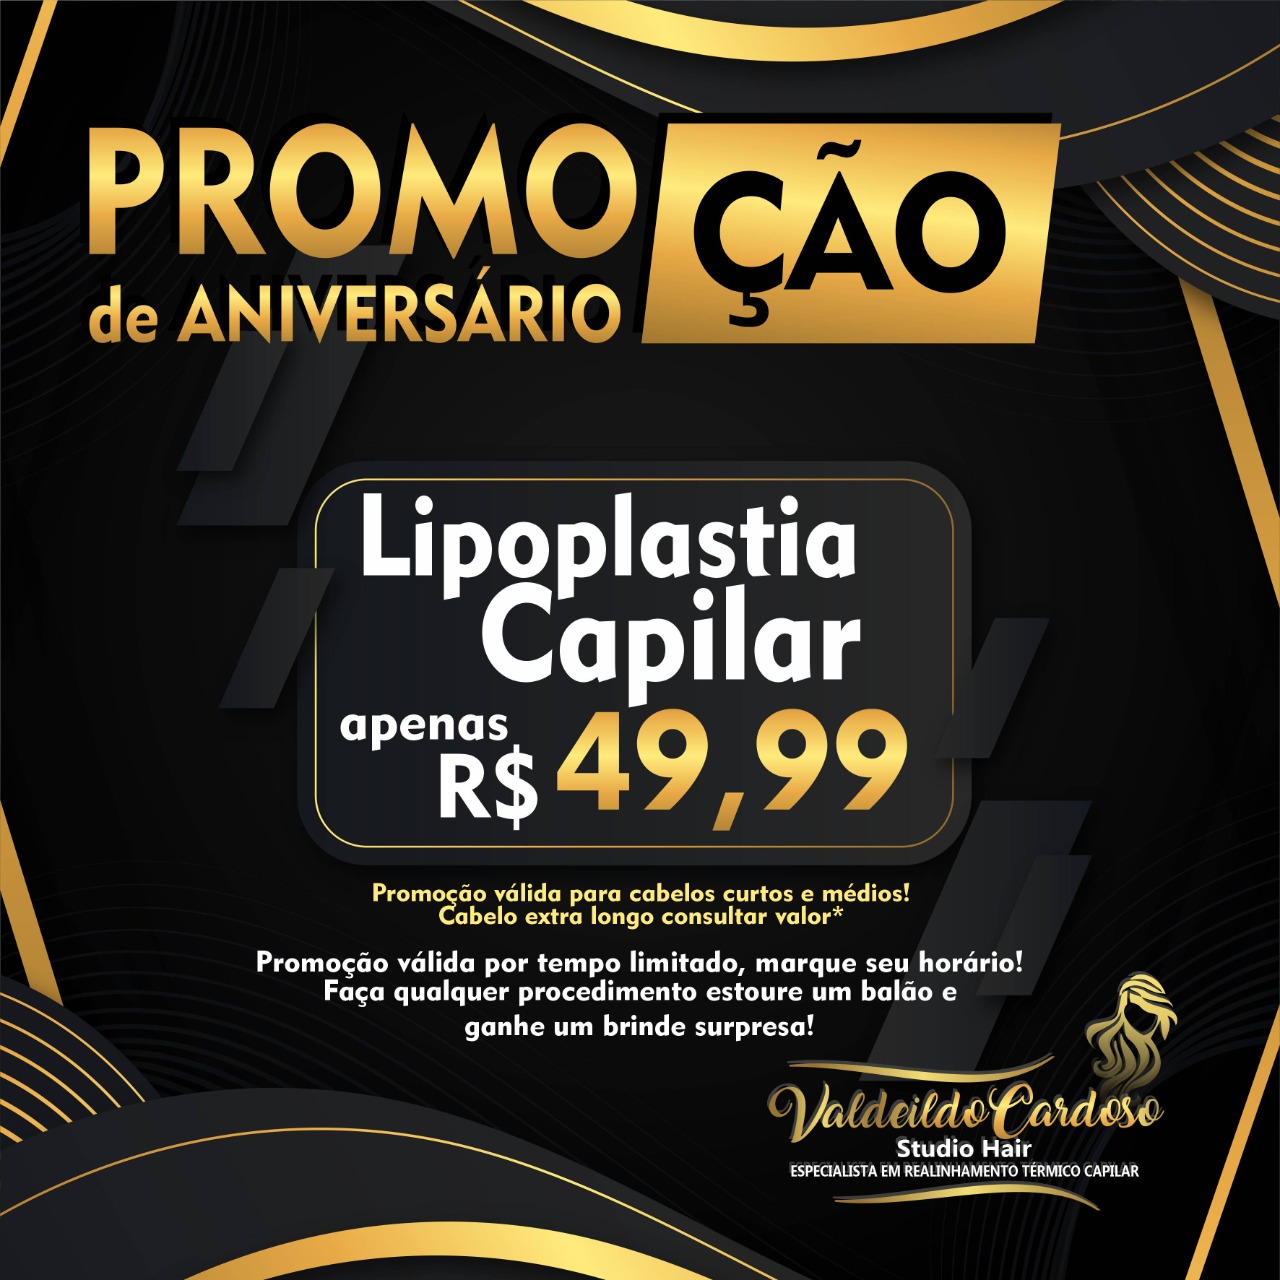 PROMO
ÇÃO
de ANIVERSÁRIO
Lipoplastia
Capilar
apenas
R$ 49,99
Promoção válida para cabelos curtos e médios!
Cabelo extra longo consultar valor*
Promoção válida por tempo limitado, marque seu horário!
Faça qualquer procedimento estoure um balão e
ganhe um brinde surpresa!
Valdeildo Cardoso
Studio Hair
ESPECIALISTA EM REALINHAMENTO TÉRMICO CAPILAR